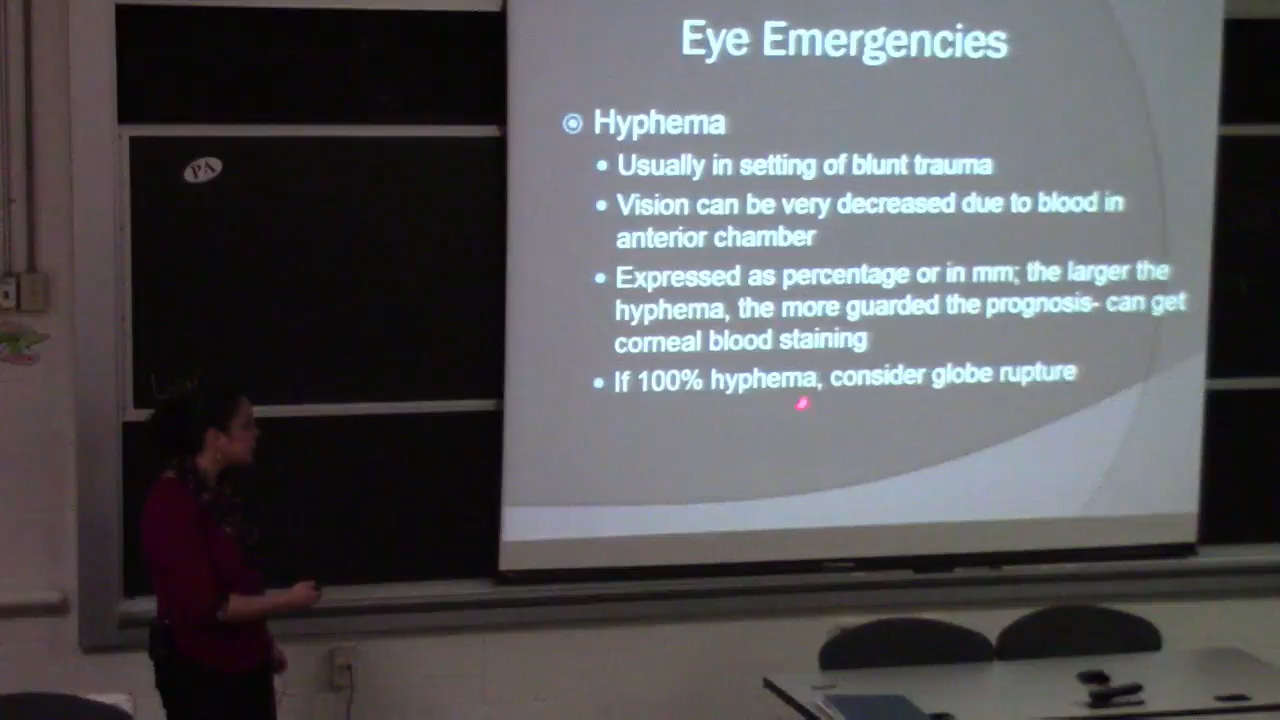 Eye Emergencies
Hyphema
PA
• Usually in setting of blunt trauma
• Vision can be very decreased due to blood in
anterior chamber
• Expressed as percentage or in mm; the larger the
hyphema, the more guarded the prognosis- can get
corneal blood staining
• If 100% hyphema, consider globe rupture